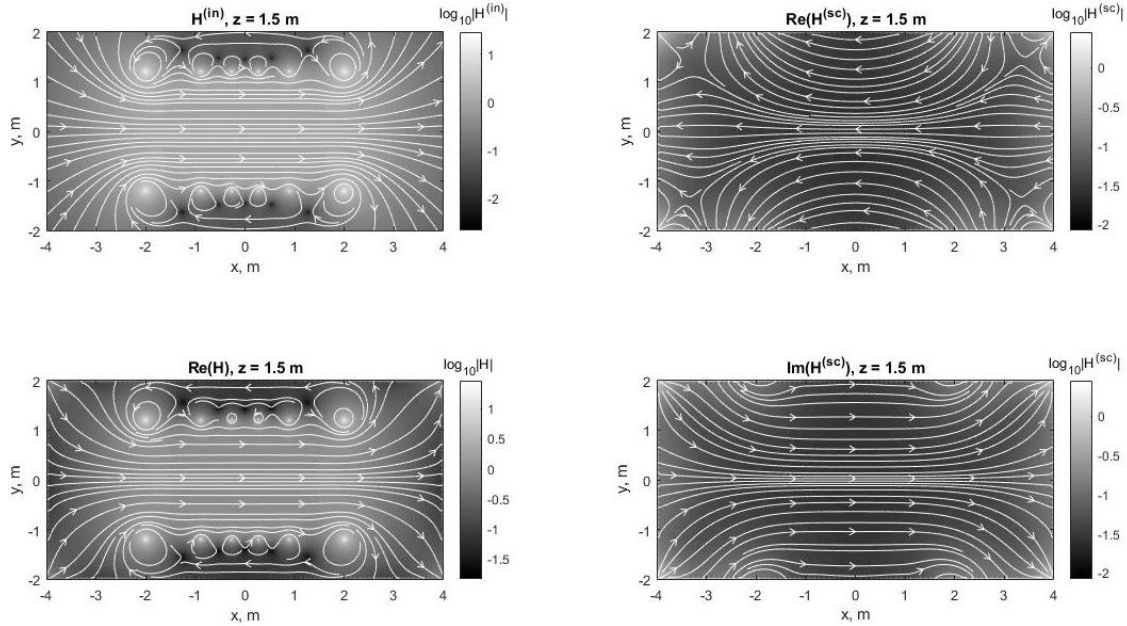 H^(in), z = 1.5 m
log10|H^(in)|
2
1
0
-1
-2
y, m
-4 -3 -2 -1 0 1 2 3 4
x, m
1
0
-1
-2
Re(H^(sc)), z = 1.5 m
log10|H^(sc)|
2
1
0
-1
-2
y, m
-4 -3 -2 -1 0 1 2 3 4
x, m
0
-0.5
-1
-1.5
-2
Re(H), z = 1.5 m
log10|H|
2
1
0
-1
-2
y, m
-4 -3 -2 -1 0 1 2 3 4
x, m
1
0.5
0
-0.5
-1
-1.5
Im(H^(sc)), z = 1.5 m
log10|H^(sc)|
2
1
0
-1
-2
y, m
-4 -3 -2 -1 0 1 2 3 4
x, m
0
-0.5
-1
-1.5
-2